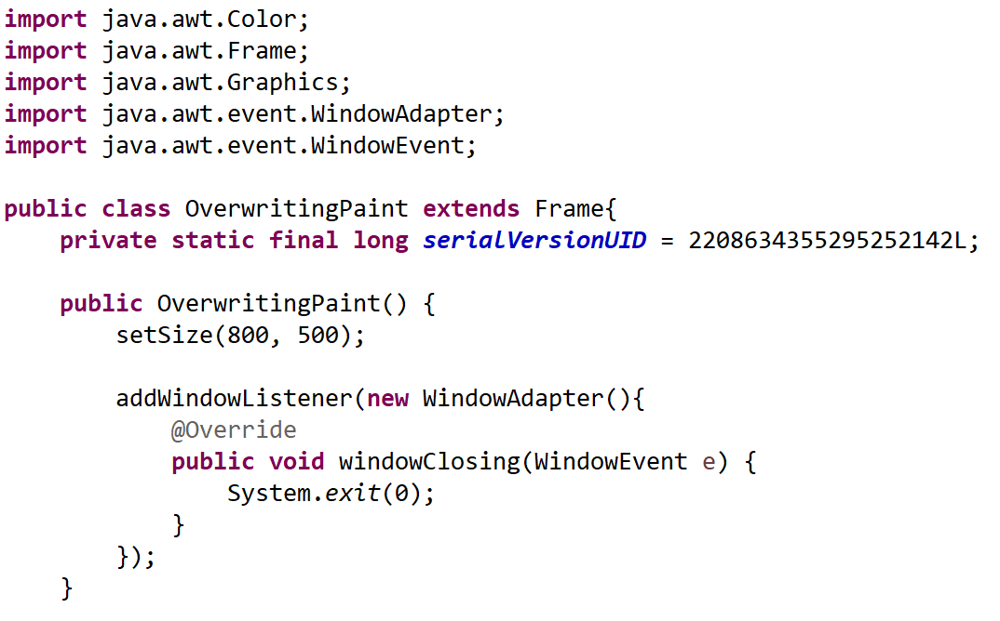 import java.awt.Color;
import java.awt.Frame;
import java.awt.Graphics;
import java.awt.event.WindowAdapter;
import java.awt.event.WindowEvent;

public class OverwritingPaint extends Frame{
    private static final long serialVersionUID = 2208634355295252142L;

    public OverwritingPaint() {
        setSize(800, 500);

        addWindowListener(new WindowAdapter(){
            @Override
            public void windowClosing(WindowEvent e) {
                System.exit(0);
            }
        });
    }